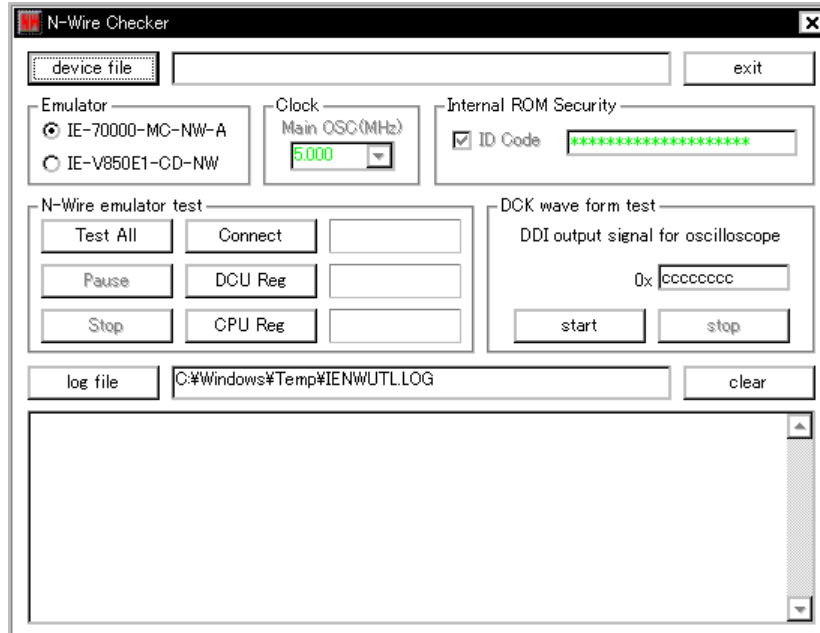 N-Wire Checker
device file
exit
Emulator
IE-70000-MC-NW-A
IE-V850E1-CD-NW
Clock
Main OSC(MHz)
5.000
Internal ROM Security
ID Code
********************
N-Wire emulator test
Test All
Connect
Pause
DCU Reg
Stop
CPU Reg
DCK wave form test
DDI output signal for oscilloscope
0x cccccccc
start
stop
log file
C:¥Windows¥Temp¥IENWUTL.LOG
clear